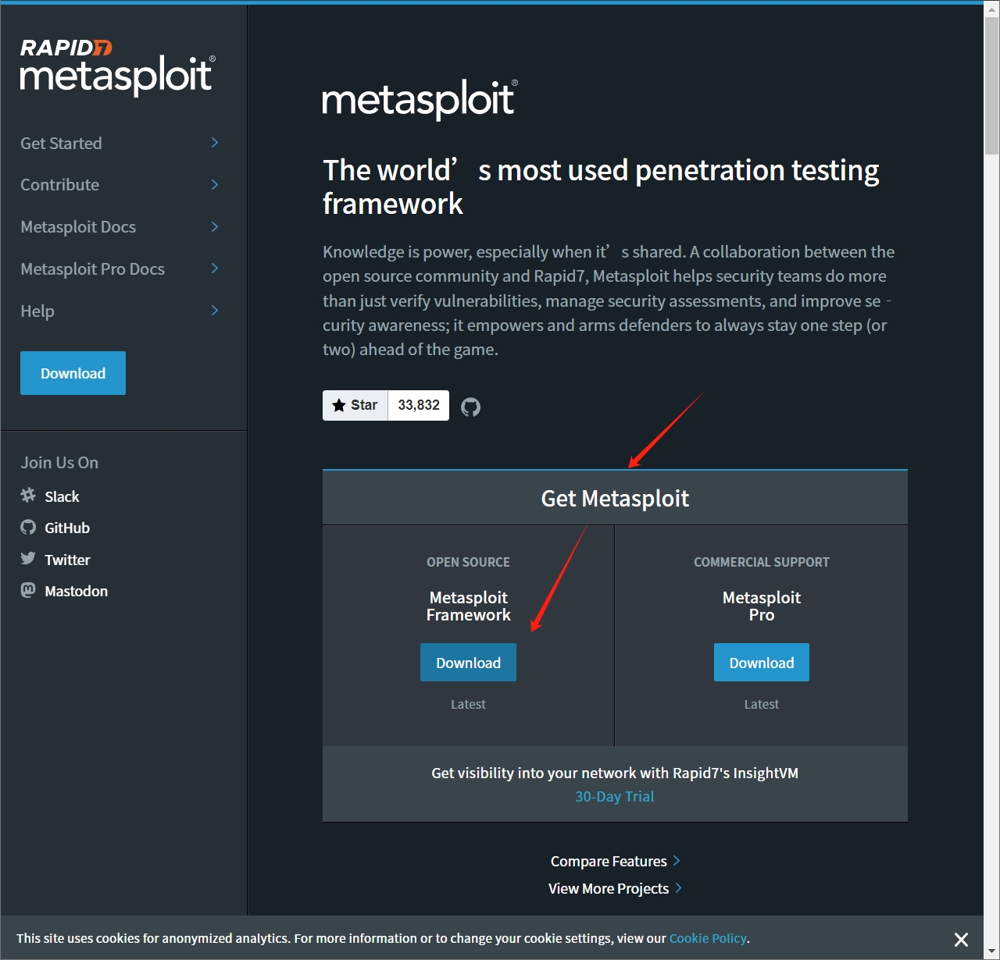 RAPID7
metasploit®
Get Started
Contribute
Metasploit Docs
Metasploit Pro Docs
Help
Download
Join Us On
Slack
GitHub
Twitter
Mastodon
metasploit®
The world’s most used penetration testing
framework
Knowledge is power, especially when it’s shared. A collaboration between the
open source community and Rapid7, Metasploit helps security teams do more
than just verify vulnerabilities, manage security assessments, and improve se-
curity awareness; it empowers and arms defenders to always stay one step (or
two) ahead of the game.
Star 33,832
Get Metasploit
OPEN SOURCE
Metasploit
Framework
Download
Latest
COMMERCIAL SUPPORT
Metasploit
Pro
Download
Latest
Get visibility into your network with Rapid7's InsightVM
30-Day Trial
Compare Features
View More Projects
This site uses cookies for anonymized analytics. For more information or to change your cookie settings, view our Cookie Policy.